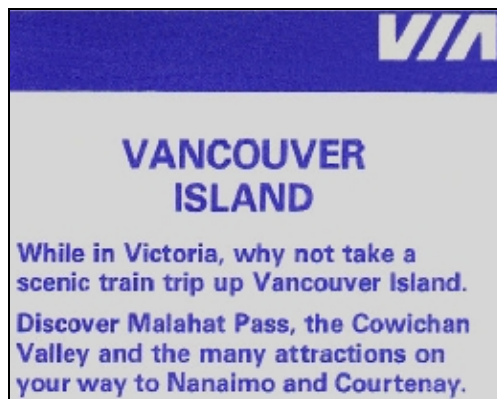 VIA
VANCOUVER
ISLAND
While in Victoria, why not take a
scenic train trip up Vancouver Island.
Discover Malahat Pass, the Cowichan
Valley and the many attractions on
your way to Nanaimo and Courtenay.